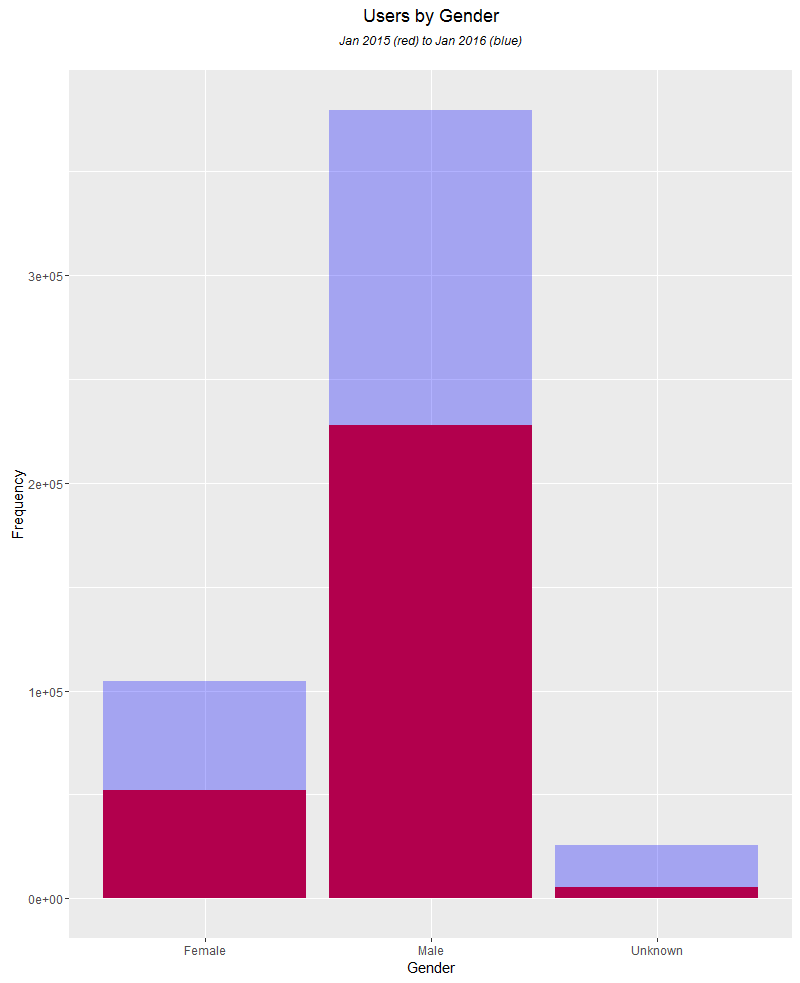 Users by Gender
Jan 2015 (red) to Jan 2016 (blue)
Frequency
3e+05
2e+05
1e+05
0e+00
Female
Male
Unknown
Gender